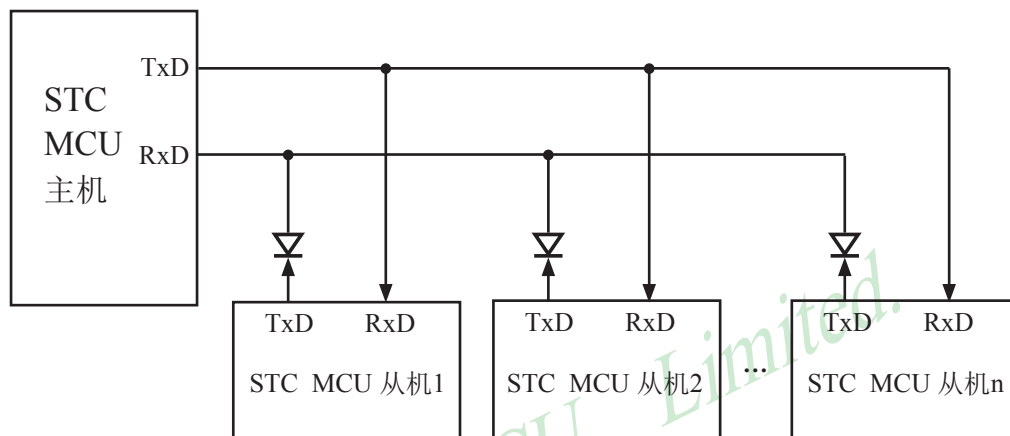 TxD
STC
MCU
RxD
主机
TxD RxD
TxD RxD
TxD RxD
STC MCU 从机1
STC MCU 从机2
...
STC MCU 从机n
MCU Limited.